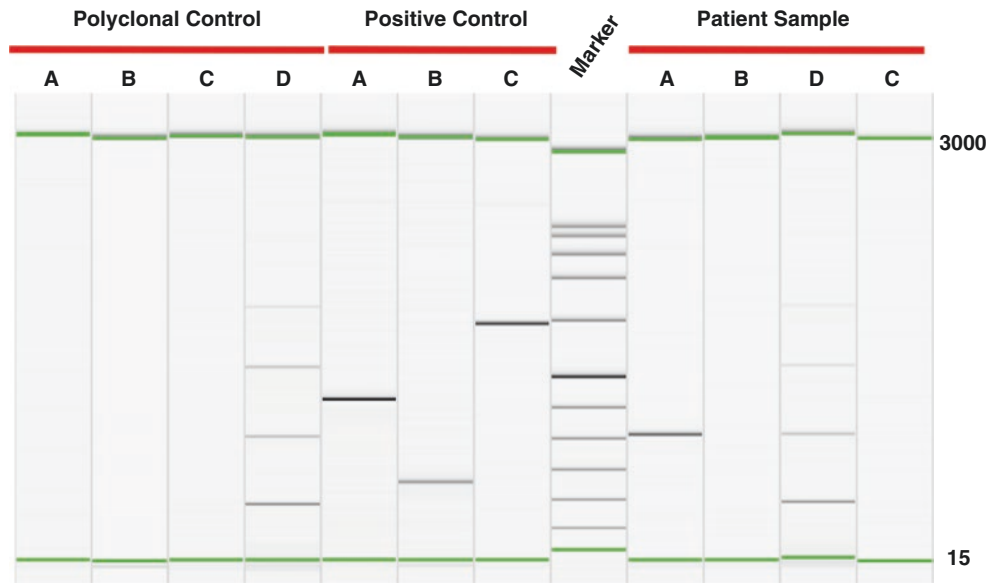 Polyclonal Control Positive Control Marker Patient Sample
A B C D A B C A B D C
3000
15